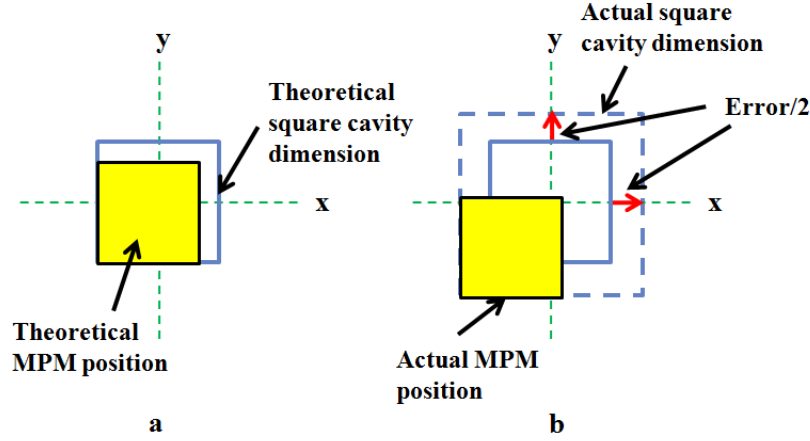 y
Theoretical
square cavity
dimension
x
Theoretical
MPM position
a
Actual square
cavity dimension
y
Error/2
x
Actual MPM
position
b